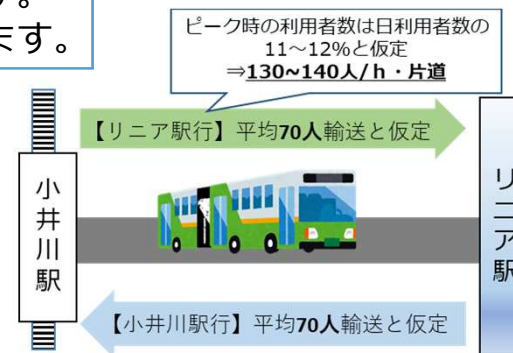 す。
ます。
ピーク時の利用者数は日利用者数の
11～12%と仮定
⇒130~140人/ｈ・片道
【リニア駅行】平均70人輸送と仮定
小井川駅
リニア駅
【小井川駅行】平均70人輸送と仮定